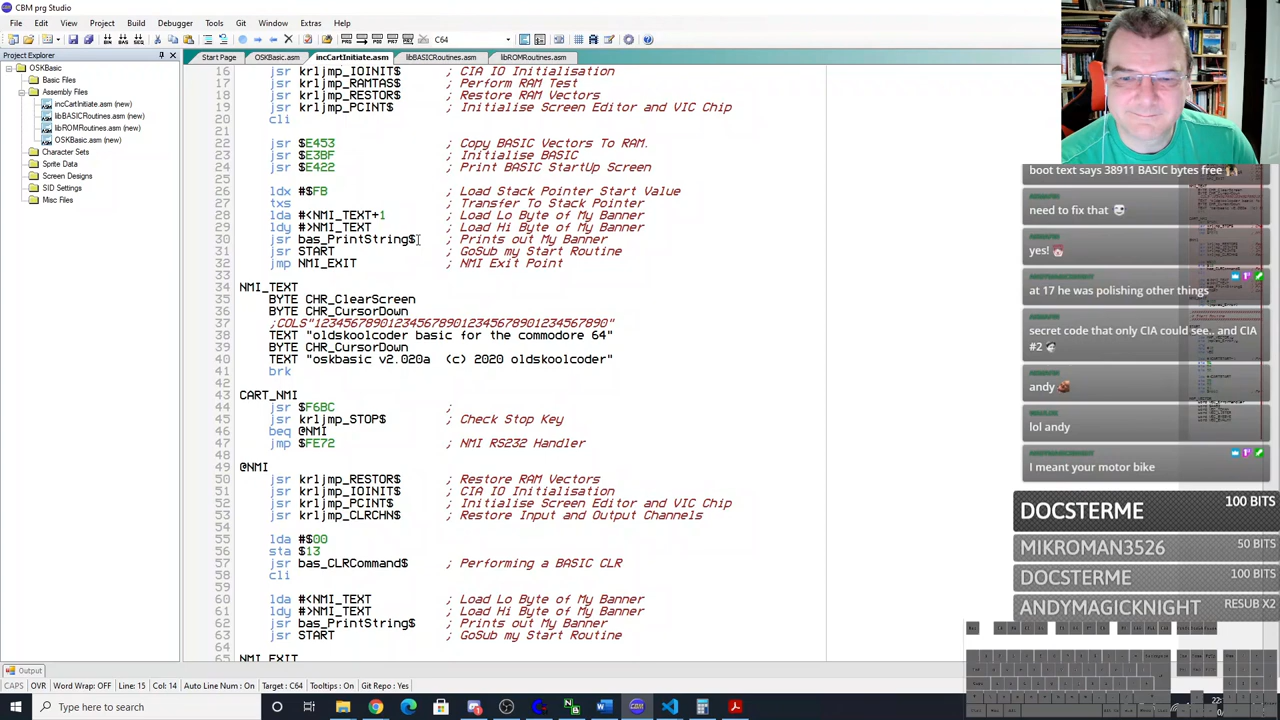 CBM prg Studio
File Edit View Project Build Debugger Tools Git Window Extras Help
C64
Project Explorer
OSKBasic
Basic Files
Assembly Files
incCartInitiate.asm (new)
libBASICRoutines.asm (new)
libROMRoutines.asm (new)
OSKBasic.asm (new)
Character Sets
Sprite Data
Screen Designs
SID Settings
Misc Files
Start Page OSKBasic.asm incCartInitiate.asm libBASICRoutines.asm libROMRoutines.asm
16 jsr krljmp_IOINIT$ ; CIA IO Initialisation
17 jsr krljmp_RAMTAS$ ; Perform RAM Test
18 jsr krljmp_RESTOR$ ; Restore RAM Vectors
19 jsr krljmp_PCINT$ ; Initialise Screen Editor and VIC Chip
20 cli
21
22 jsr $E453 ; Copy BASIC Vectors To RAM.
23 jsr $E3BF ; Initialise BASIC
24 jsr $E422 ; Print BASIC StartUp Screen
25
26 ldx #$FB ; Load Stack Pointer Start Value
27 txs ; Transfer To Stack Pointer
28 lda #<NMI_TEXT+1 ; Load Lo Byte of My Banner
29 ldy #>NMI_TEXT ; Load Hi Byte of My Banner
30 jsr bas_PrintString$ ; Prints out My Banner
31 jsr START ; GoSub my Start Routine
32 jmp NMI_EXIT ; NMI Exit Point
33
34 NMI_TEXT
35 BYTE CHR_ClearScreen
36 BYTE CHR_CursorDown
37 ;COLS"1234567890123456789012345678901234567890"
38 TEXT "oldskoolcoder basic for the commodore 64"
39 BYTE CHR_CursorDown
40 TEXT "oskbasic v2.020a (c) 2020 oldskoolcoder"
41 brk
42
43 CART_NMI
44 jsr $F6BC ;
45 jsr krljmp_STOP$ ; Check Stop Key
46 beq @NMI
47 jmp $FE72 ; NMI RS232 Handler
48
49 @NMI
50 jsr krljmp_RESTOR$ ; Restore RAM Vectors
51 jsr krljmp_IOINIT$ ; CIA IO Initialisation
52 jsr krljmp_PCINT$ ; Initialise Screen Editor and VIC Chip
53 jsr krljmp_CLRCHN$ ; Restore Input and Output Channels
54
55 lda #$00
56 sta $13
57 jsr bas_CLRCommand$ ; Performing a BASIC CLR
58 cli
59
60 lda #<NMI_TEXT ; Load Lo Byte of My Banner
61 ldy #>NMI_TEXT ; Load Hi Byte of My Banner
62 jsr bas_PrintString$ ; Prints out My Banner
63 jsr START ; GoSub my Start Routine
64
65 NMI_EXIT
boot text says 38911 BASIC bytes free
need to fix that
yes!
at 17 he was polishing other things
secret code that only CIA could see.. and CIA
#2
andy
lol andy
I meant your motor bike
DOCSTERME 100 BITS
MIKROMAN3526 50 BITS
DOCSTERME 100 BITS
ANDYMAGICKNIGHT RESUB X2
Output
CAPS OVR Word Wrap: OFF Line: 15 Col: 14 Auto Line Num : On Target : C64 Tooltips : On Git Repo : Yes
Type here to search